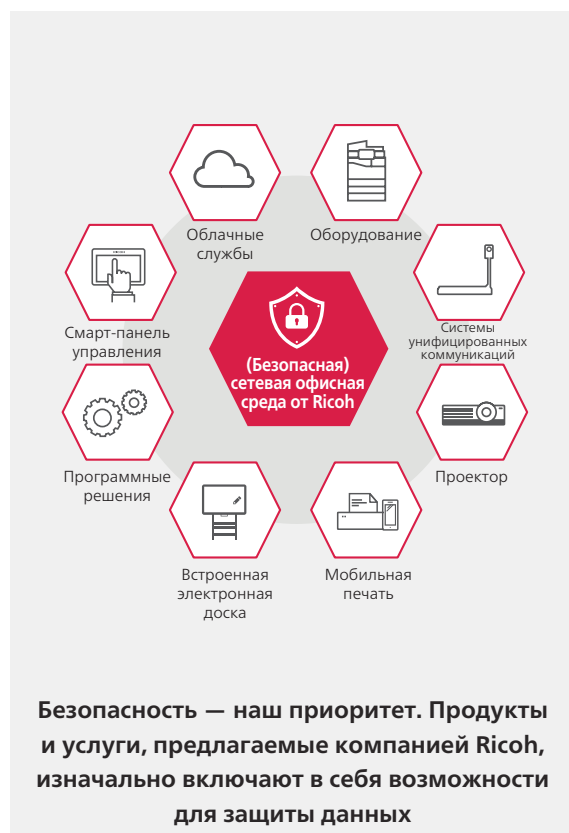 Облачные
службы
Оборудование
Смарт-панель
управления
Системы
унифицированных
коммуникаций
(Безопасная)
сетевая офисная
среда от Ricoh
Программные
решения
Проектор
Встроенная
электронная
доска
Мобильная
печать
Безопасность — наш приоритет. Продукты
и услуги, предлагаемые компанией Ricoh,
изначально включают в себя возможности
для защиты данных